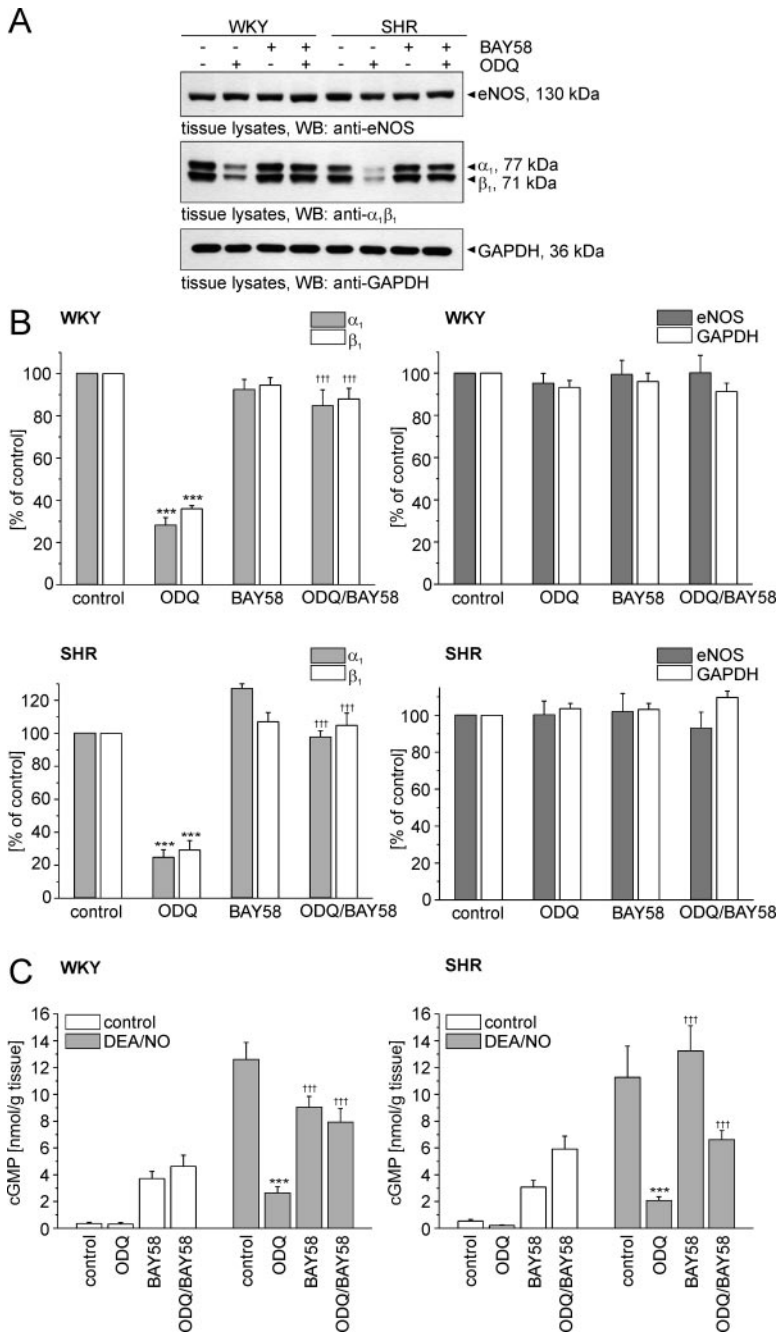 A
WKY SHR
- - + + - - + + BAY58
- + - + - + - + ODQ
◄eNOS, 130 kDa
tissue lysates, WB: anti-eNOS
◄α₁, 77 kDa
◄β₁, 71 kDa
tissue lysates, WB: anti-α₁β₁
◄GAPDH, 36 kDa
tissue lysates, WB: anti-GAPDH
B
WKY
α₁
β₁
[% of control]
100
80
60
40
20
0
*** ***
††† †††
control ODQ BAY58 ODQ/BAY58
WKY
eNOS
GAPDH
[% of control]
100
80
60
40
20
0
control ODQ BAY58 ODQ/BAY58
SHR
α₁
β₁
[% of control]
120
100
80
60
40
20
0
*** ***
††† †††
control ODQ BAY58 ODQ/BAY58
SHR
eNOS
GAPDH
[% of control]
100
80
60
40
20
0
control ODQ BAY58 ODQ/BAY58
C
WKY
control
DEA/NO
cGMP [nmol/g tissue]
16
14
12
10
8
6
4
2
0
***
††† †††
control ODQ BAY58 ODQ/BAY58 control ODQ BAY58 ODQ/BAY58
SHR
control
DEA/NO
cGMP [nmol/g tissue]
16
14
12
10
8
6
4
2
0
***
††† †††
control ODQ BAY58 ODQ/BAY58 control ODQ BAY58 ODQ/BAY58